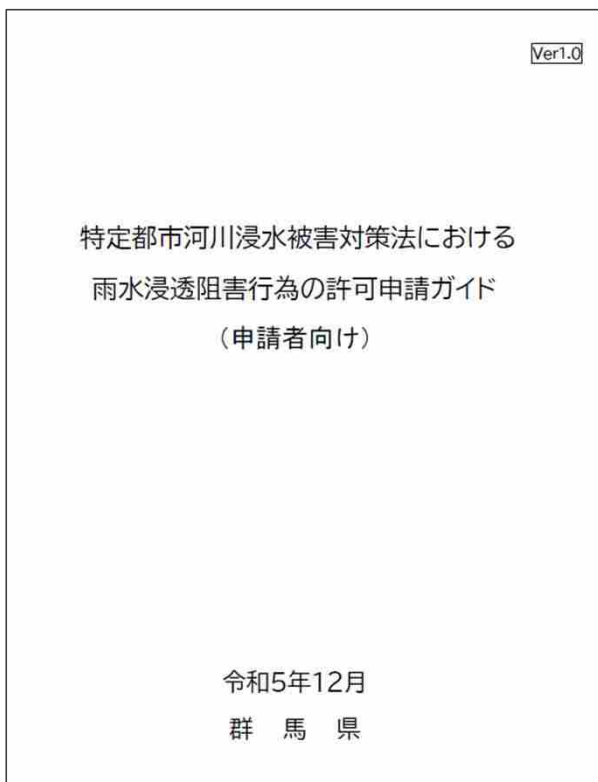 Ver1.0
特定都市河川浸水被害対策法における
雨水浸透阻害行為の許可申請ガイド
（申請者向け）
令和5年12月
群　馬　県